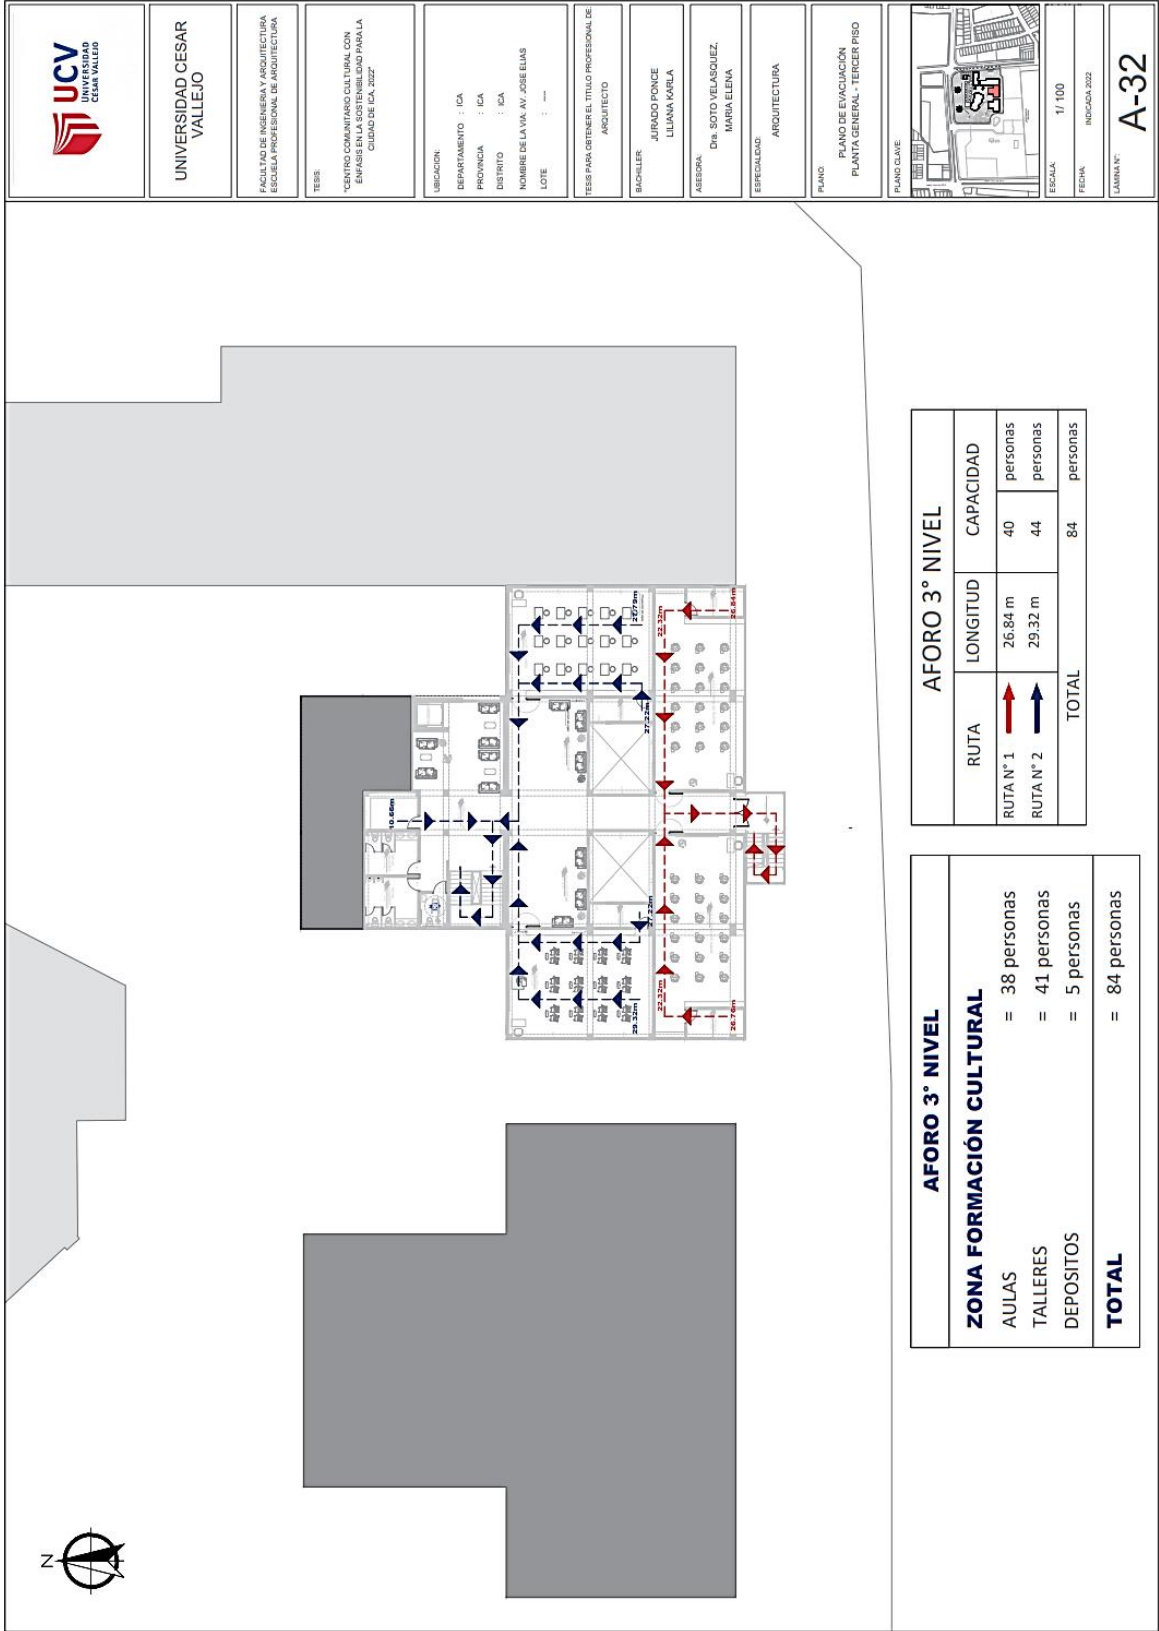 UCV
UNIVERSIDAD
CÉSAR VALLEJO
UNIVERSIDAD CESAR
VALLEJO
FACULTAD DE INGENIERIA Y ARQUITECTURA
ESCUELA PROFESIONAL DE ARQUITECTURA
TESIS:
"CENTRO COMUNITARIO CULTURAL CON
ÉNFASIS EN LA SOSTENIBILIDAD PARA LA
CIUDAD DE ICA, 2022"
UBICACION:
DEPARTAMENTO : ICA
PROVINCIA : ICA
DISTRITO : ICA
NOMBRE DE LA VIA: AV. JOSE ELIAS
LOTE : ---
TESIS PARA OBTENER EL TITULO PROFESIONAL DE:
ARQUITECTO
BACHILLER:
JURADO PONCE
LILIANA KARLA
ASESORA:
Dra. SOTO VELASQUEZ,
MARIA ELENA
ESPECIALIDAD:
ARQUITECTURA
PLANO:
PLANO DE EVACUACIÓN
PLANTA GENERAL - TERCER PISO
PLANO CLAVE:
ESCALA:
1/ 100
FECHA:
INDICADA 2022
LÁMINA N°:
A-32
N
10.66m
29.32m
27.22m
27.22m
21.79m
22.32m
26.76m
22.32m
26.84m
AFORO 3° NIVEL
ZONA FORMACIÓN CULTURAL
AULAS = 38 personas
TALLERES = 41 personas
DEPOSITOS = 5 personas
TOTAL = 84 personas
AFORO 3° NIVEL
RUTA LONGITUD CAPACIDAD
RUTA N° 1 26.84 m 40 personas
RUTA N° 2 29.32 m 44 personas
TOTAL 84 personas